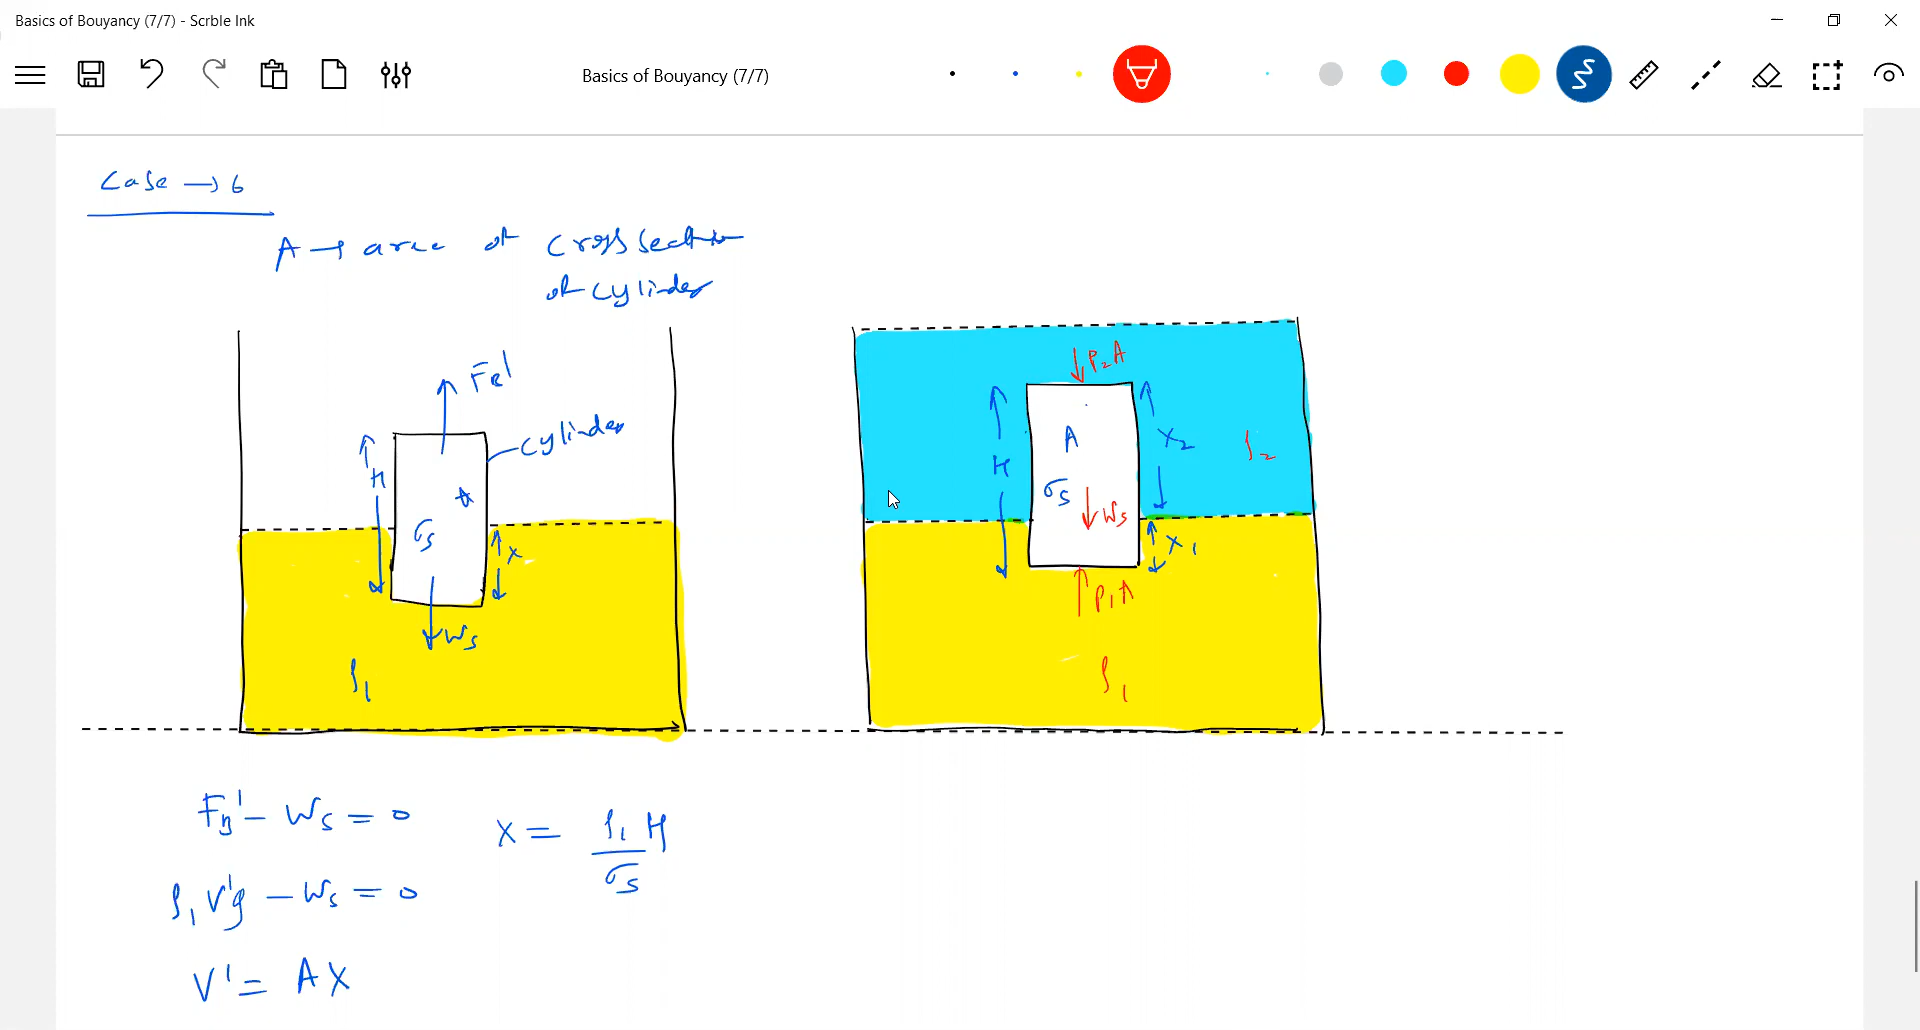 Basics of Bouyancy (7/7) - Scrble Ink
Basics of Bouyancy (7/7)
Case → 6
A → area of cross section
of cylinder
FB'
cylinder
H
A
σs
x
Ws
ρ1
P2A
H
A
x2
ρ2
σs
Ws
x1
P1A
ρ1
FB' - Ws = 0
x = ρ1 H / σs
ρ1 V'g - Ws = 0
V' = AX